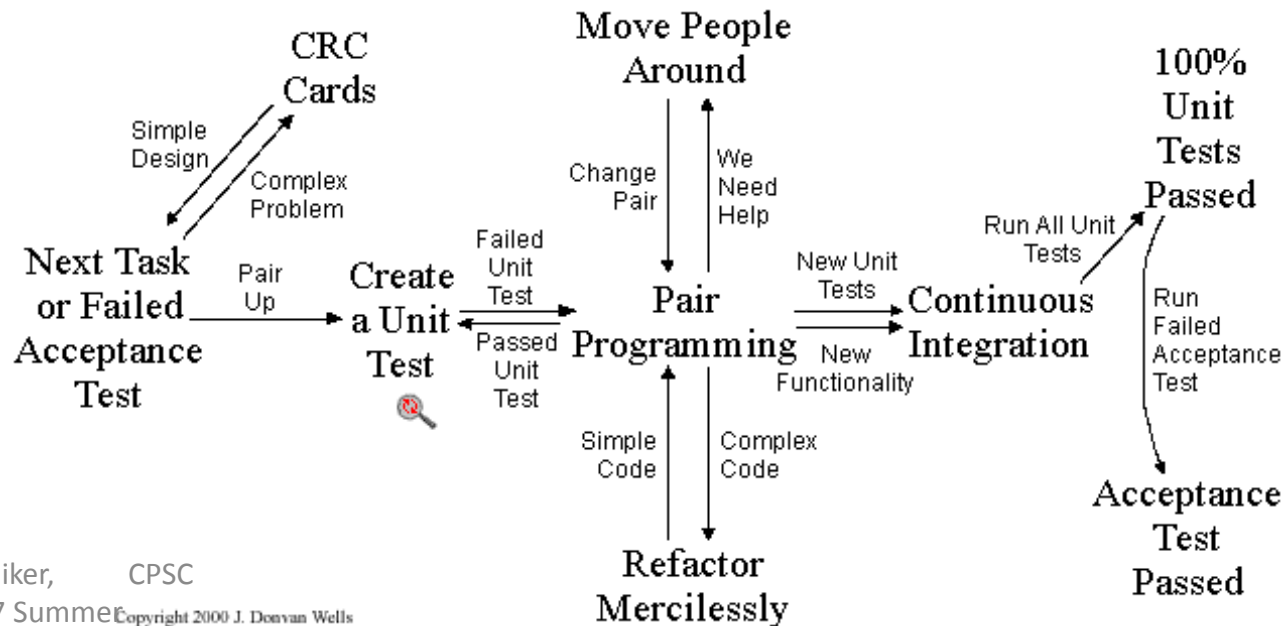 CRC
Cards
Simple
Design
Complex
Problem
Next Task
or Failed
Acceptance
Test
Pair
Up
Create
a Unit
Test
Failed
Unit
Test
Passed
Unit
Test
Move People
Around
Change
Pair
We
Need
Help
Pair
Programming
Simple
Code
Complex
Code
Refactor
Mercilessly
New Unit
Tests
New
Functionality
Continuous
Integration
Run All Unit
Tests
100%
Unit
Tests
Passed
Run
Failed
Acceptance
Test
Acceptance
Test
Passed
CPSC
7 Summer
Copyright 2000 J. Donvan Wells